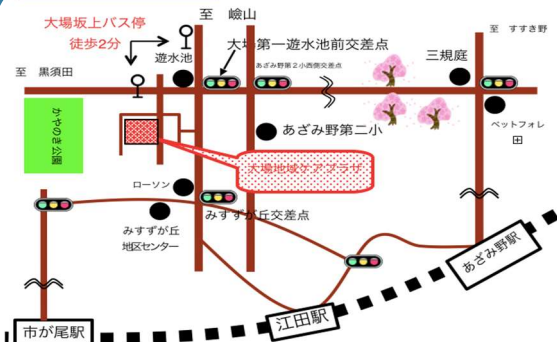 至 嶮山
大場坂上バス停
徒歩2分
至 すすき野
大場第一遊水池前交差点
遊水池
あざみ野第2小西側交差点
三規庭
至 黒須田
かやのき公園
ペットフォレ
あざみ野第二小
大場地域ケアプラザ
ローソン
みすずが丘交差点
みすずが丘
地区センター
あざみ野駅
江田駅
市が尾駅